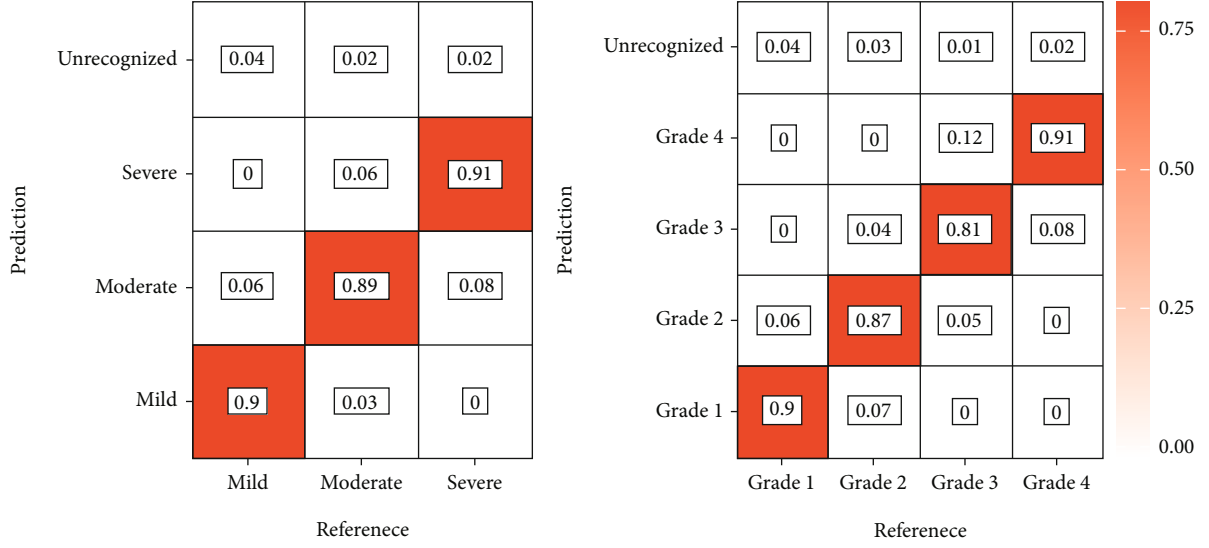 Prediction
Unrecognized 0.04 0.02 0.02
Severe 0 0.06 0.91
Moderate 0.06 0.89 0.08
Mild 0.9 0.03 0
Mild Moderate Severe
Referenece
Prediction
Unrecognized 0.04 0.03 0.01 0.02
Grade 4 0 0 0.12 0.91
Grade 3 0 0.04 0.81 0.08
Grade 2 0.06 0.87 0.05 0
Grade 1 0.9 0.07 0 0
Grade 1 Grade 2 Grade 3 Grade 4
Referenece
0.75
0.50
0.25
0.00